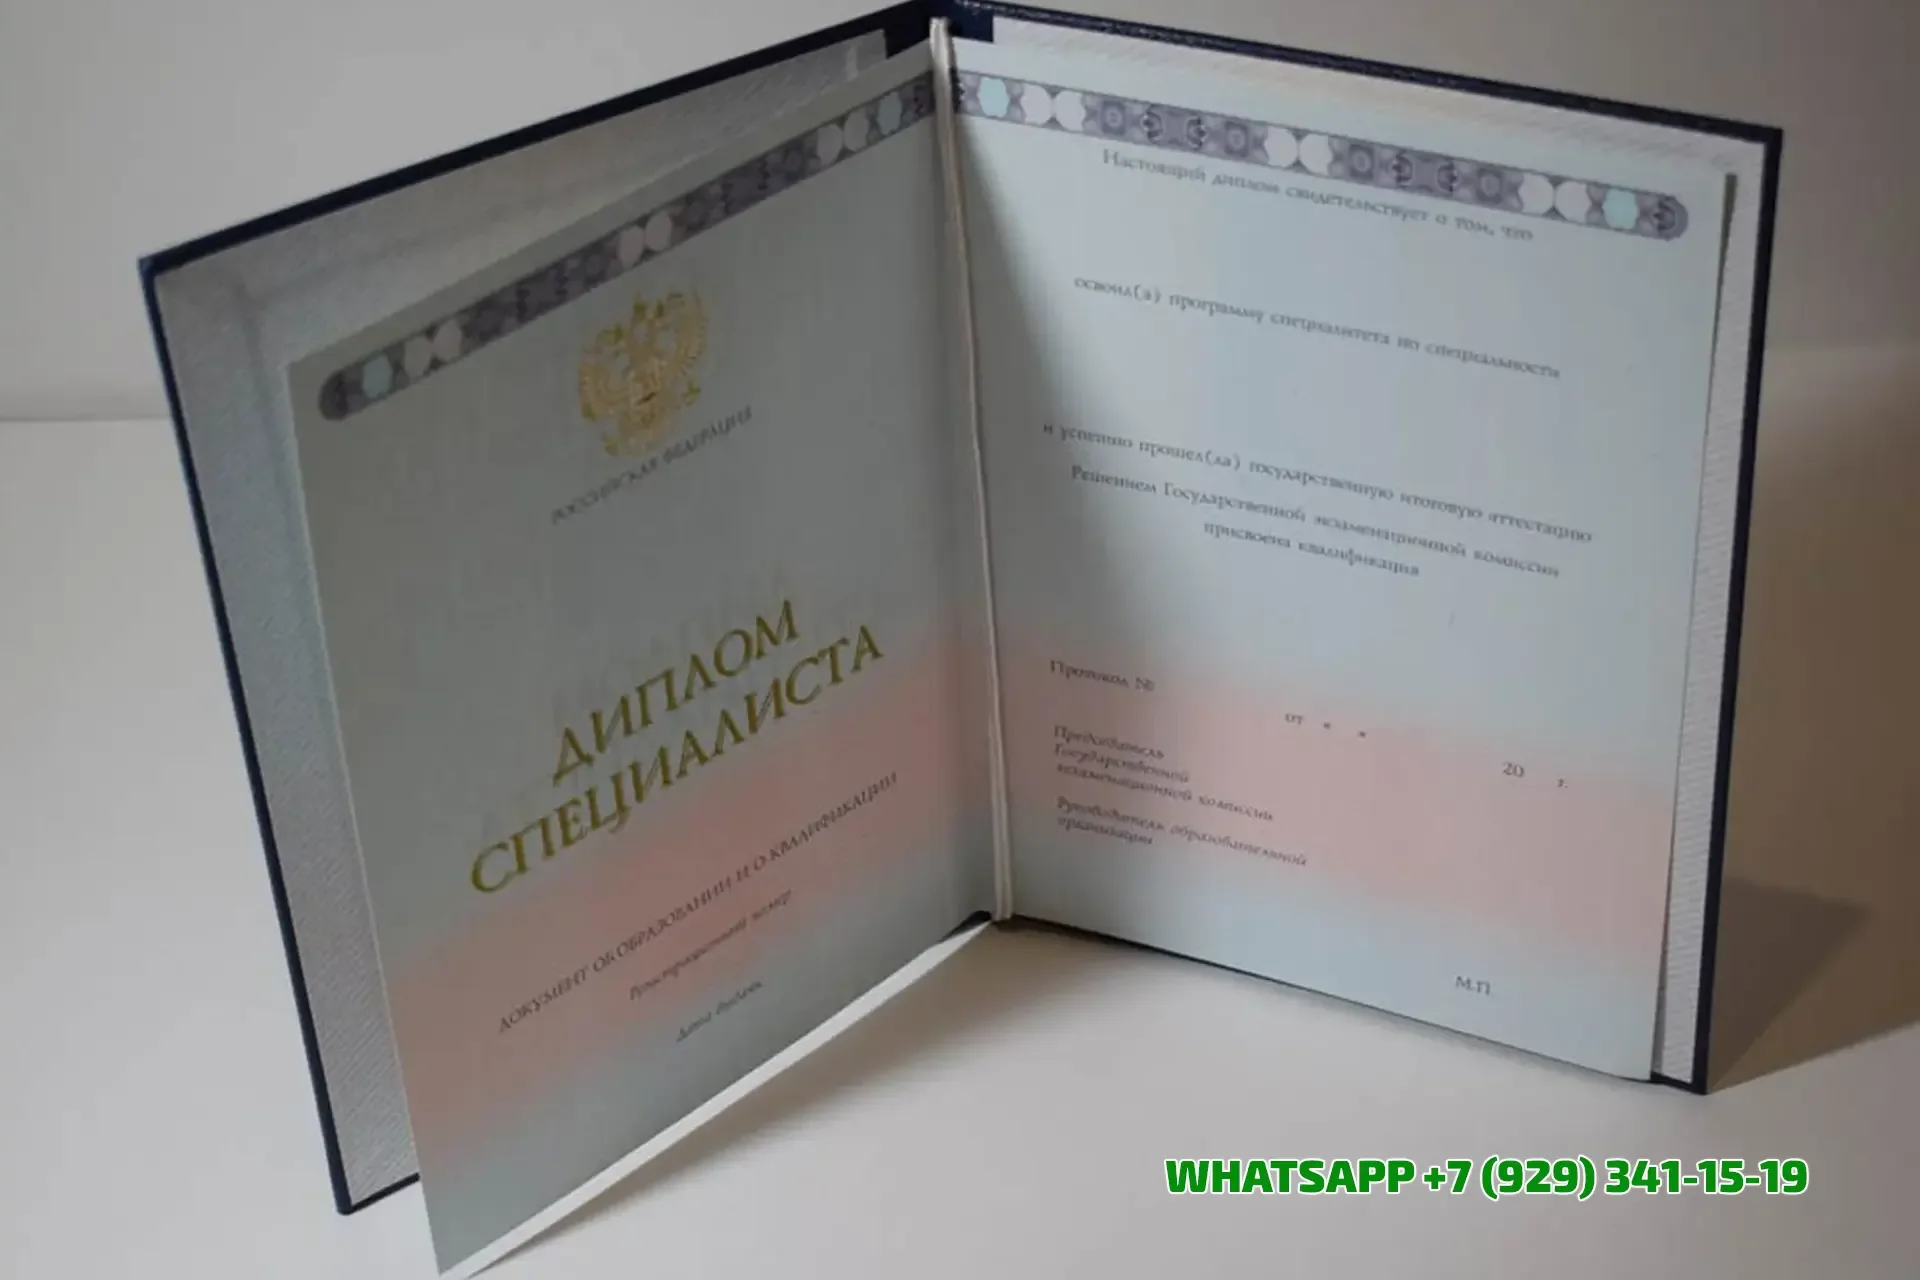 РОССИЙСКАЯ ФЕДЕРАЦИЯ
ДИПЛОМ
СПЕЦИАЛИСТА
ДОКУМЕНТ ОБ ОБРАЗОВАНИИ И О КВАЛИФИКАЦИИ
Регистрационный номер
Дата выдачи
Настоящий диплом свидетельствует о том, что
освоил(а) программу специалитета по специальности
и успешно прошел(ла) государственную итоговую аттестацию
Решением Государственной экзаменационной комиссии
присвоена квалификация
Протокол №
от « »
20 г.
Председатель
Государственной
экзаменационной комиссии
Руководитель образовательной
организации
М.П.
WHATSAPP +7 (929) 341-15-19